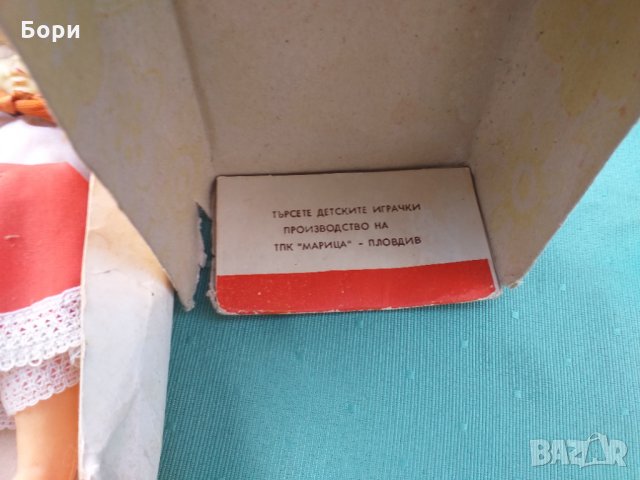 Бори
ТЪРСЕТЕ ДЕТСКИТЕ ИГРАЧКИ
ПРОИЗВОДСТВО НА
ТПК "МАРИЦА" - ПЛОВДИВ
BAZAR